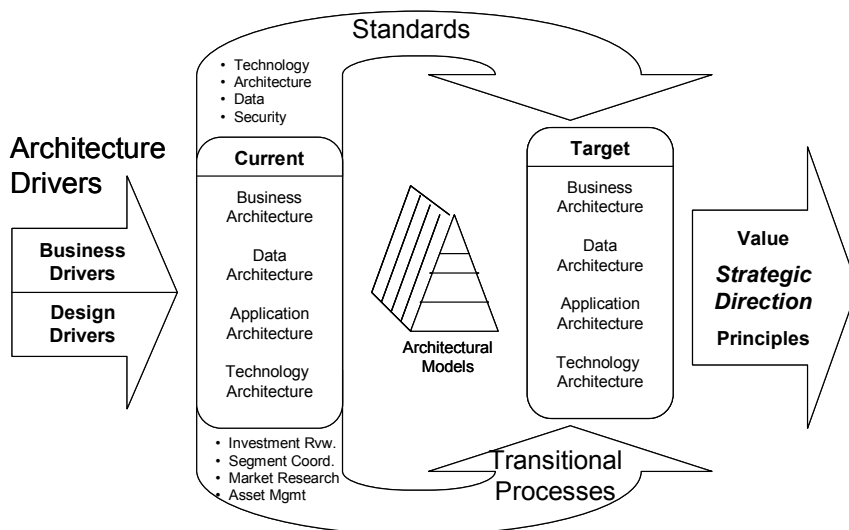 Standards
• Technology
• Architecture
• Data
• Security
Architecture
Drivers
Business
Drivers
Design
Drivers
Current
Business
Architecture
Data
Architecture
Application
Architecture
Technology
Architecture
• Investment Rvw.
• Segment Coord.
• Market Research
• Asset Mgmt
Architectural
Models
Target
Business
Architecture
Data
Architecture
Application
Architecture
Technology
Architecture
Transitional
Processes
Value
Strategic
Direction
Principles